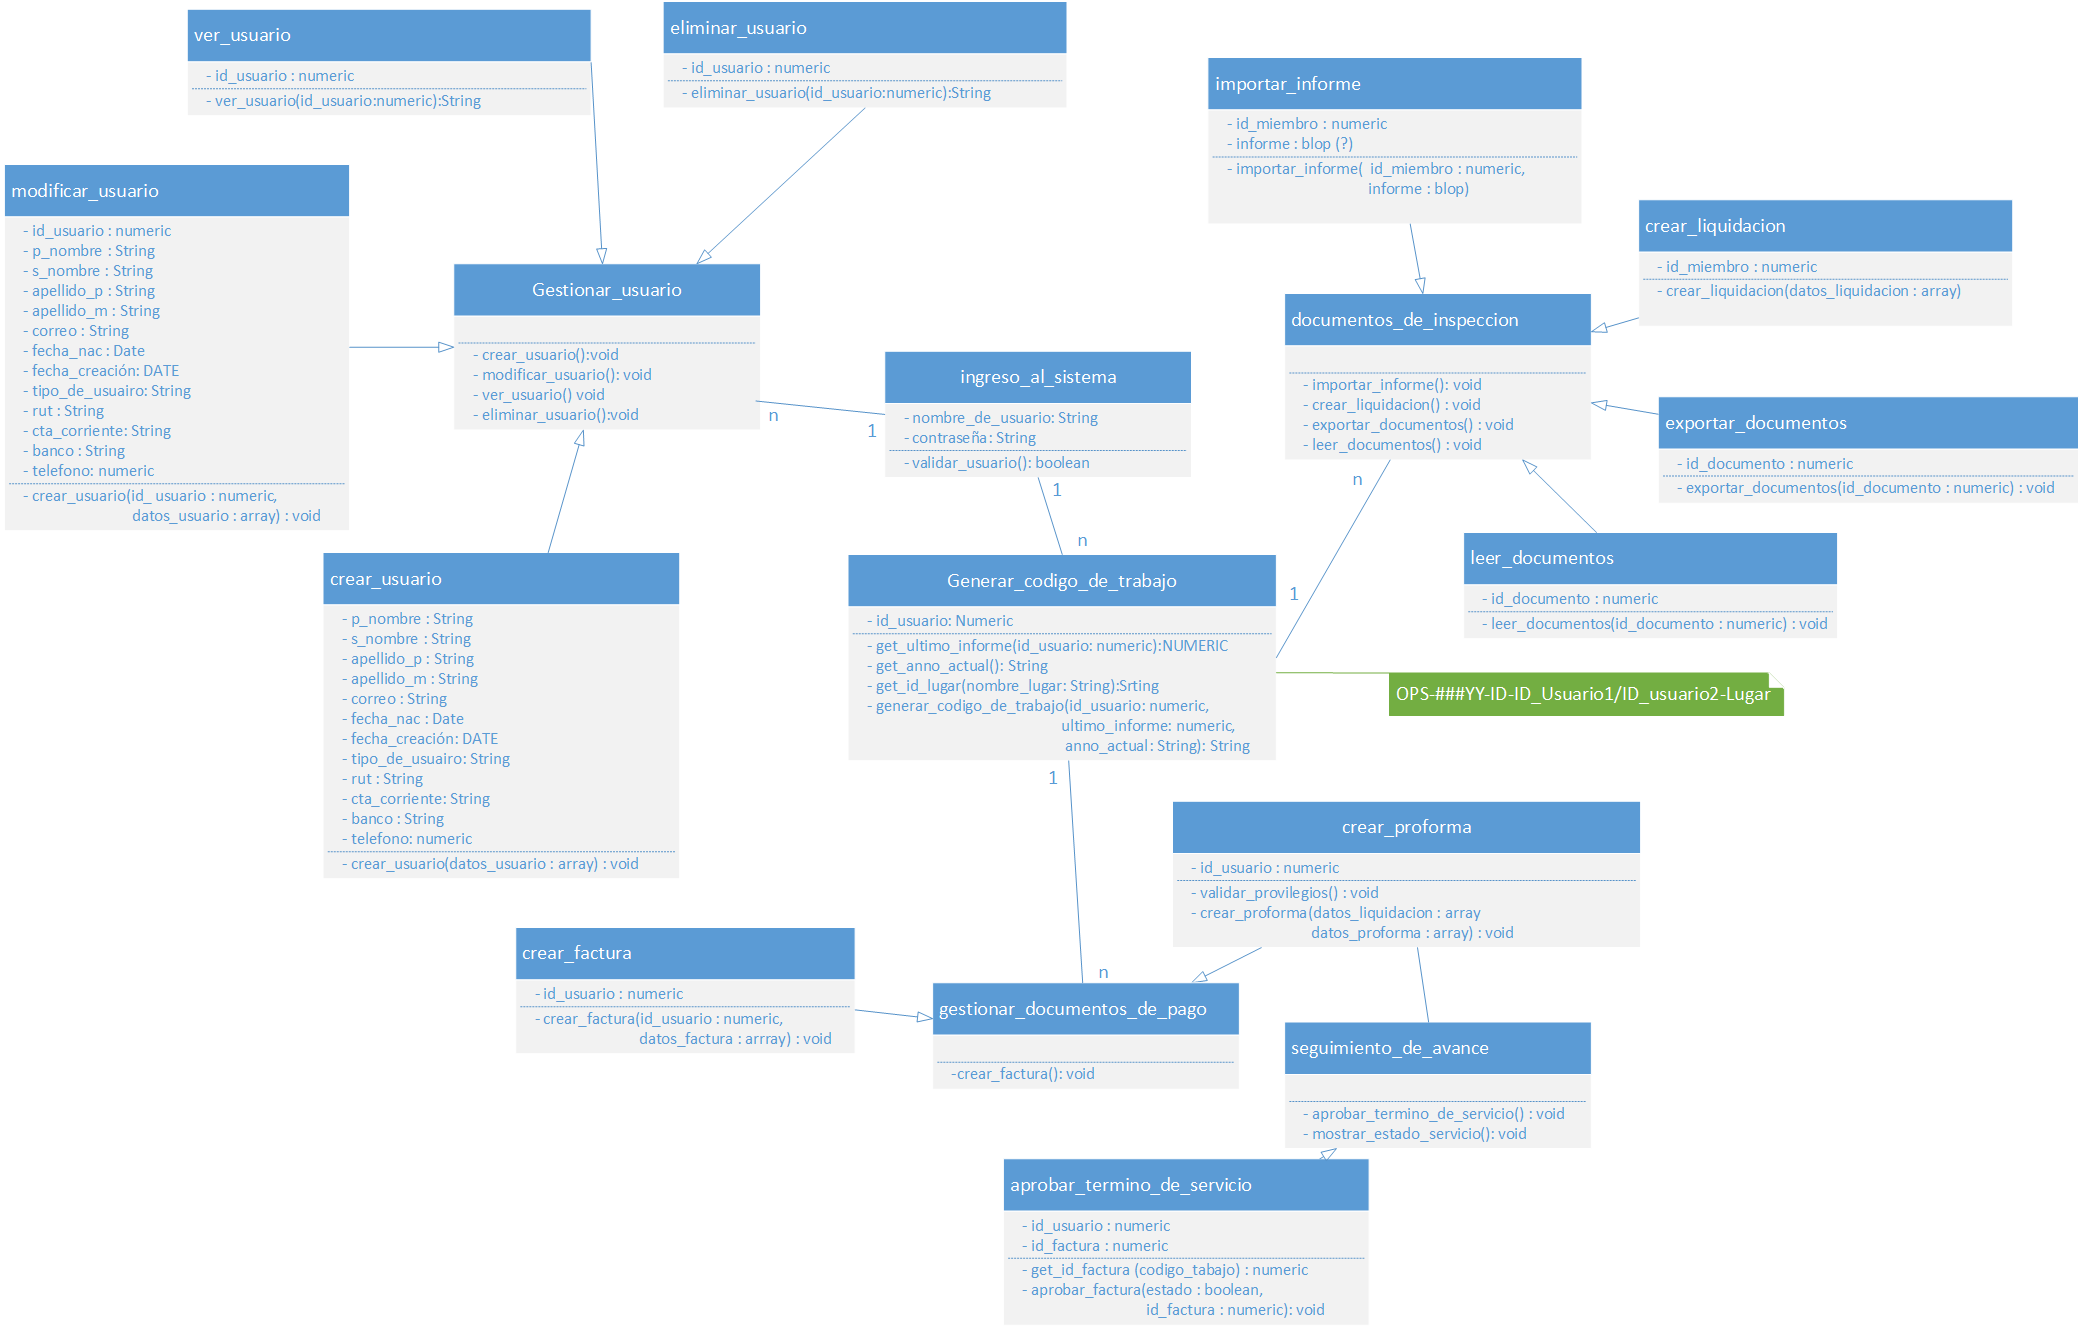 ver_usuario
- id_usuario : numeric
- ver_usuario(id_usuario:numeric):String
eliminar_usuario
- id_usuario : numeric
- eliminar_usuario(id_usuario:numeric):String
importar_informe
- id_miembro : numeric
- informe : blop (?)
- importar_informe( id_miembro : numeric,
informe : blop)
modificar_usuario
- id_usuario : numeric
- p_nombre : String
- s_nombre : String
- apellido_p : String
- apellido_m : String
- correo : String
- fecha_nac : Date
- fecha_creación: DATE
- tipo_de_usuairo: String
- rut : String
- cta_corriente: String
- banco : String
- telefono: numeric
- crear_usuario(id_ usuario : numeric,
datos_usuario : array) : void
crear_liquidacion
- id_miembro : numeric
- crear_liquidacion(datos_liquidacion : array)
Gestionar_usuario
- crear_usuario():void
- modificar_usuario(): void
- ver_usuario() void
- eliminar_usuario():void
n
1
ingreso_al_sistema
- nombre_de_usuario: String
- contraseña: String
- validar_usuario(): boolean
1
n
documentos_de_inspeccion
- importar_informe(): void
- crear_liquidacion() : void
- exportar_documentos() : void
- leer_documentos() : void
n
1
exportar_documentos
- id_documento : numeric
- exportar_documentos(id_documento : numeric) : void
leer_documentos
- id_documento : numeric
- leer_documentos(id_documento : numeric) : void
crear_usuario
- p_nombre : String
- s_nombre : String
- apellido_p : String
- apellido_m : String
- correo : String
- fecha_nac : Date
- fecha_creación: DATE
- tipo_de_usuairo: String
- rut : String
- cta_corriente: String
- banco : String
- telefono: numeric
- crear_usuario(datos_usuario : array) : void
Generar_codigo_de_trabajo
- id_usuario: Numeric
- get_ultimo_informe(id_usuario: numeric):NUMERIC
- get_anno_actual(): String
- get_id_lugar(nombre_lugar: String):Srting
- generar_codigo_de_trabajo(id_usuario: numeric,
ultimo_informe: numeric,
anno_actual: String): String
OPS-###YY-ID-ID_Usuario1/ID_usuario2-Lugar
1
n
crear_proforma
- id_usuario : numeric
- validar_provilegios() : void
- crear_proforma(datos_liquidacion : array
datos_proforma : array) : void
crear_factura
- id_usuario : numeric
- crear_factura(id_usuario : numeric,
datos_factura : arrray) : void
gestionar_documentos_de_pago
-crear_factura(): void
seguimiento_de_avance
- aprobar_termino_de_servicio() : void
- mostrar_estado_servicio(): void
aprobar_termino_de_servicio
- id_usuario : numeric
- id_factura : numeric
- get_id_factura (codigo_tabajo) : numeric
- aprobar_factura(estado : boolean,
id_factura : numeric): void